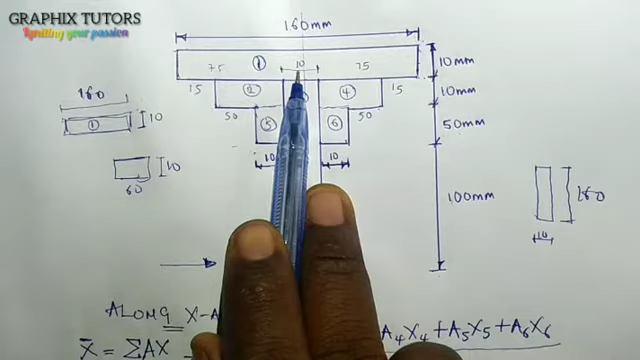 GRAPHIX TUTORS
Igniting your passion
160mm
75 ① 10 75
10mm
15 ② ④ 15
10mm
50 50
⑤ ⑥
50mm
10 10
100mm
160
① 10
10
60
160
10
ALONG X-A
A₄X₄ + A₅X₅ + A₆X₆
X̄ = ΣAX